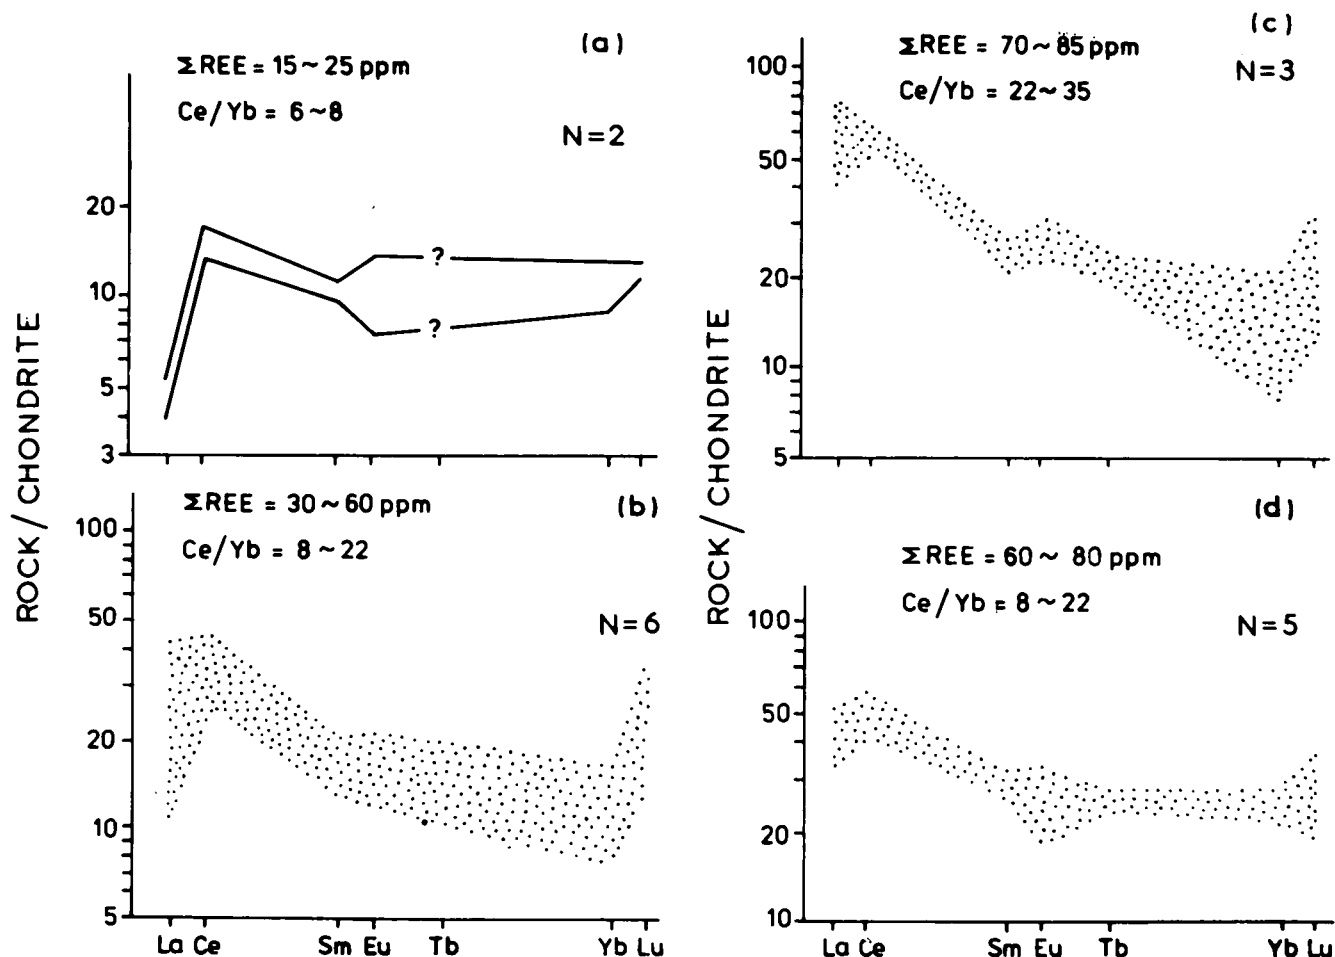 (a)
ΣREE = 15~25 ppm
Ce/Yb = 6~8
N=2
20
10
5
3
?
?
ROCK/CHONDRITE
(b)
ΣREE = 30~60 ppm
Ce/Yb = 8~22
N=6
100
50
20
10
5
La Ce Sm Eu Tb Yb Lu
(c)
ΣREE = 70~85 ppm
Ce/Yb = 22~35
N=3
100
50
20
10
5
ROCK/CHONDRITE
(d)
ΣREE = 60~80 ppm
Ce/Yb = 8~22
N=5
100
50
20
10
La Ce Sm Eu Tb Yb Lu